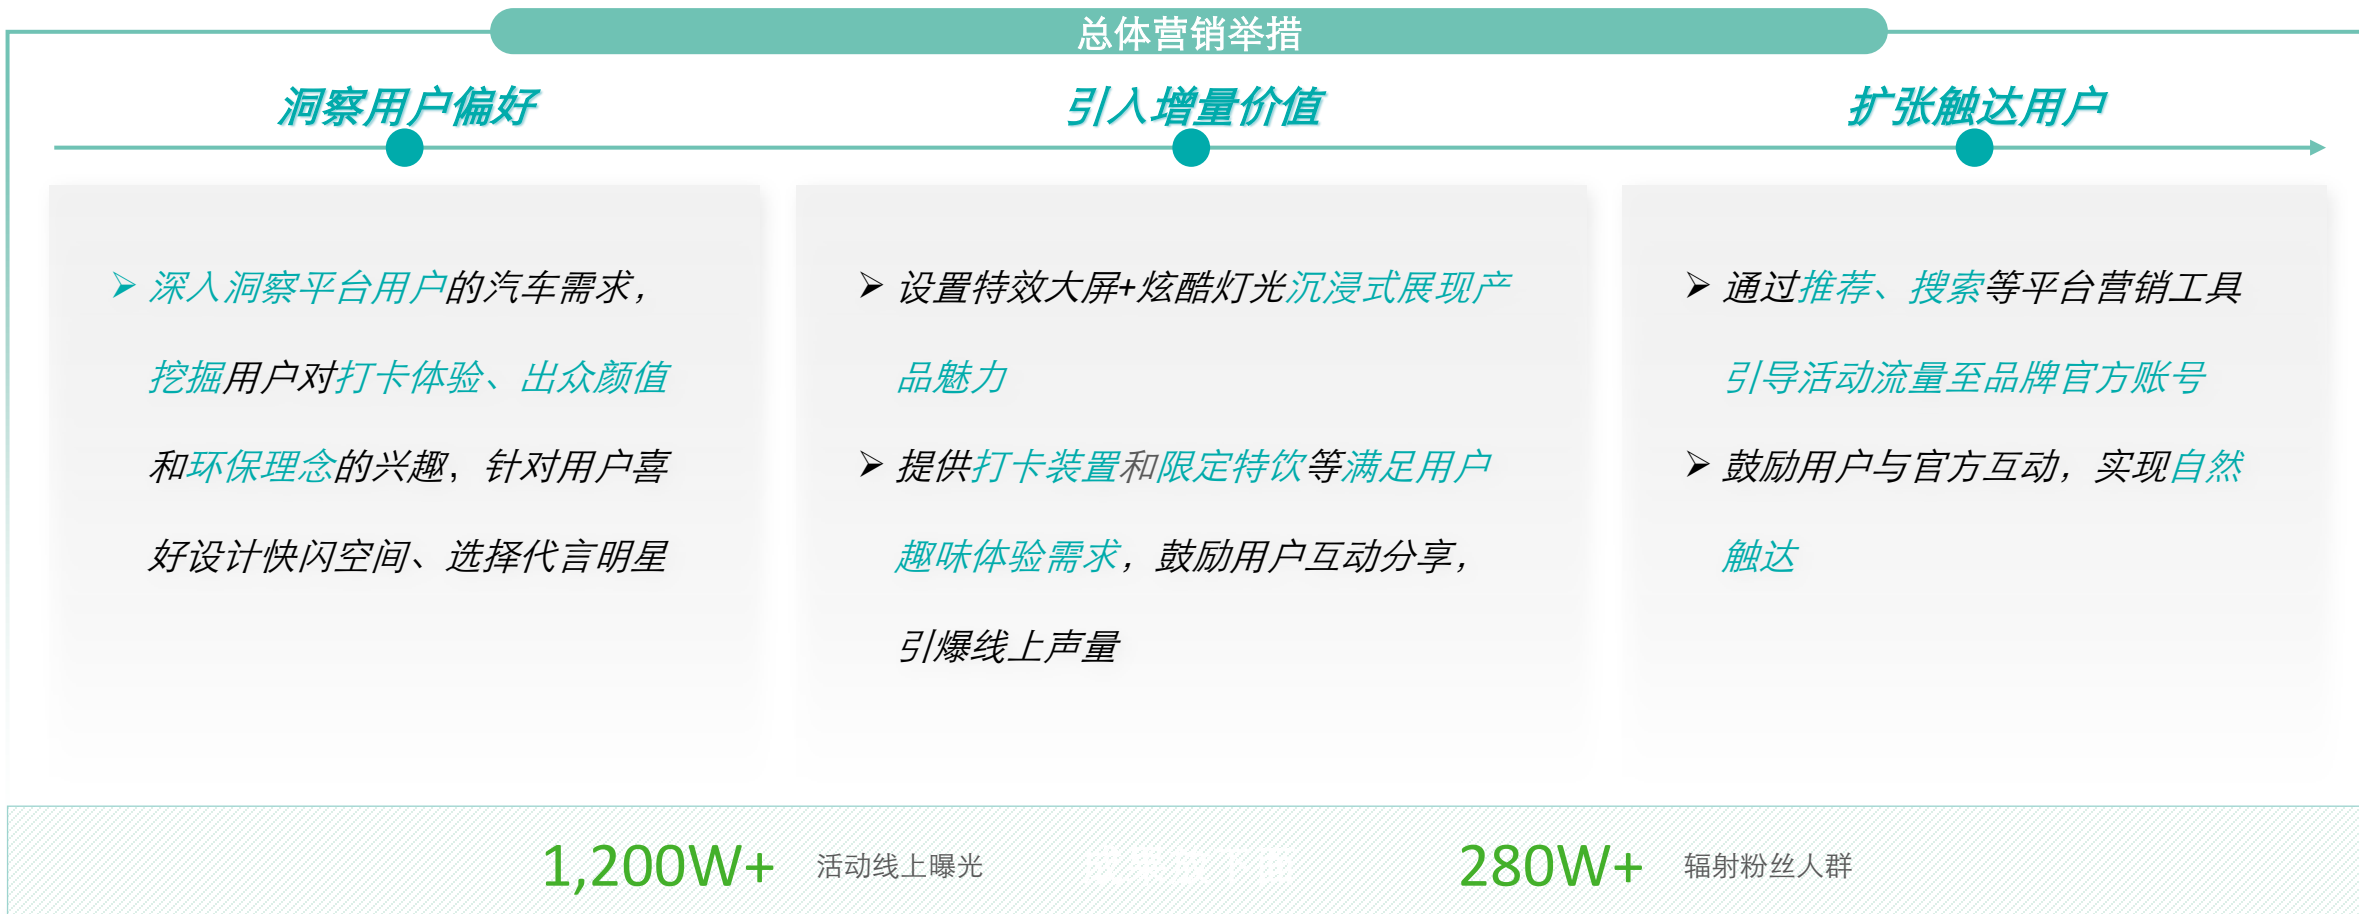 总体营销举措
洞察用户偏好
引入增量价值
扩张触达用户
深入洞察平台用户的汽车需求，
挖掘用户对打卡体验、出众颜值
和环保理念的兴趣，针对用户喜
好设计快闪空间、选择代言明星
设置特效大屏+炫酷灯光沉浸式展现产
品魅力
提供打卡装置和限定特饮等满足用户
趣味体验需求，鼓励用户互动分享，
引爆线上声量
通过推荐、搜索等平台营销工具
引导活动流量至品牌官方账号
鼓励用户与官方互动，实现自然
触达
1,200W+ 活动线上曝光
280W+ 辐射粉丝人群